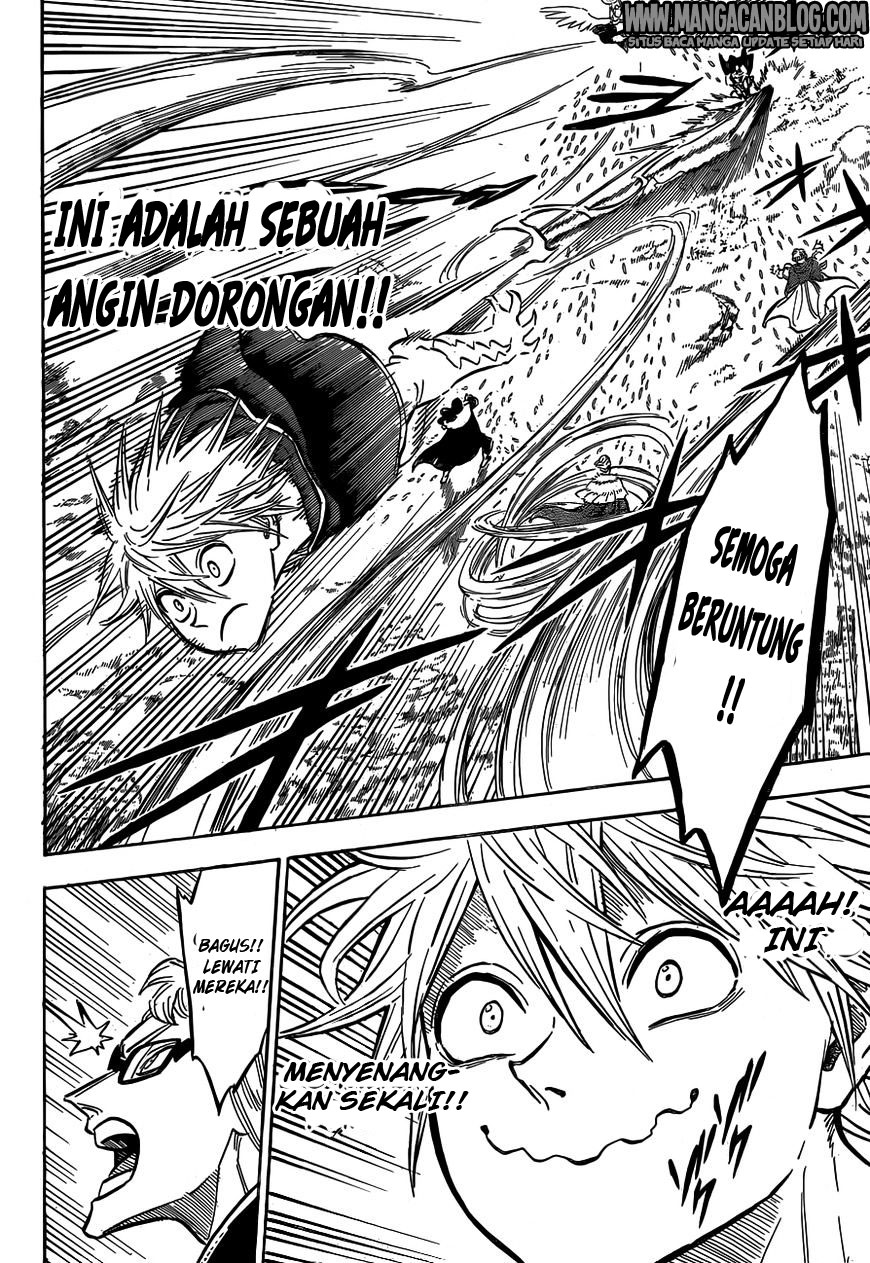 WWW.MANGACANBLOG.COM
SITUS BACA MANGA UPDATE SETIAP HARI
INI ADALAH SEBUAH
ANGIN DORONGAN!!
SEMOGA
BERUNTUNG
!!
AAAAH!
INI
MENYENANG-
KAN SEKALI!!
BAGUS!!
LEWATI
MEREKA!!